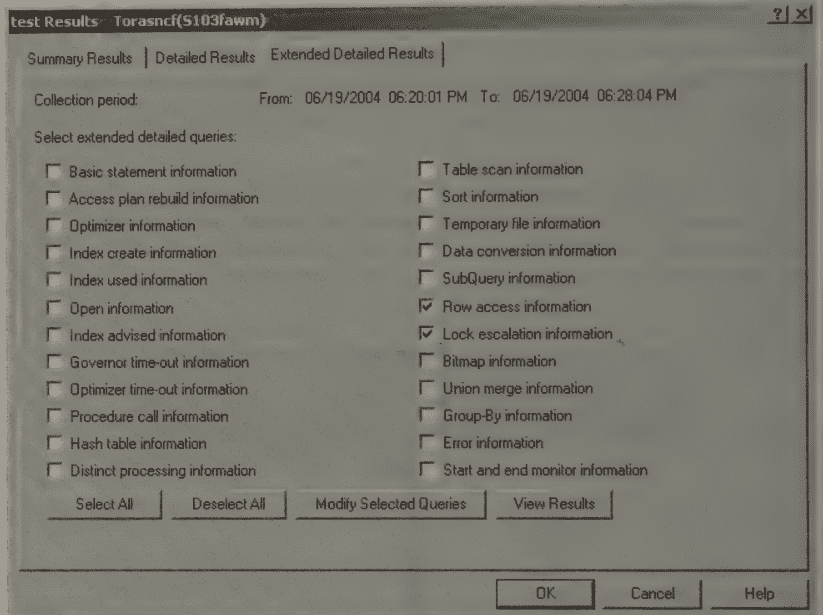 test Results Torasncf(S103fawm)
? X
Summary Results Detailed Results Extended Detailed Results
Collection period: From: 06/19/2004 06:20:01 PM To: 06/19/2004 06:28:04 PM
Select extended detailed queries:
Basic statement information
Access plan rebuild information
Optimizer information
Index create information
Index used information
Open information
Index advised information
Governor time-out information
Optimizer time-out information
Procedure call information
Hash table information
Distinct processing information
Table scan information
Sort information
Temporary file information
Data conversion information
SubQuery information
Row access information
Lock escalation information
Bitmap information
Union merge information
Group-By information
Error information
Start and end monitor information
Select All Deselect All Modify Selected Queries View Results
OK Cancel Help